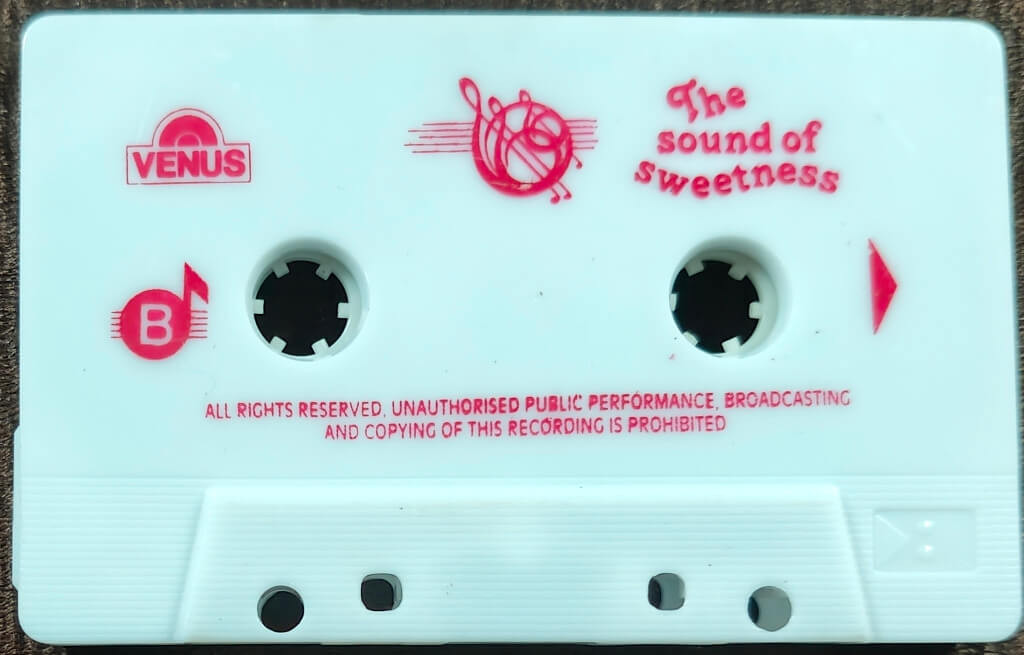 VENUS
The
sound of
sweetness
B
ALL RIGHTS RESERVED, UNAUTHORISED PUBLIC PERFORMANCE, BROADCASTING
AND COPYING OF THIS RECORDING IS PROHIBITED